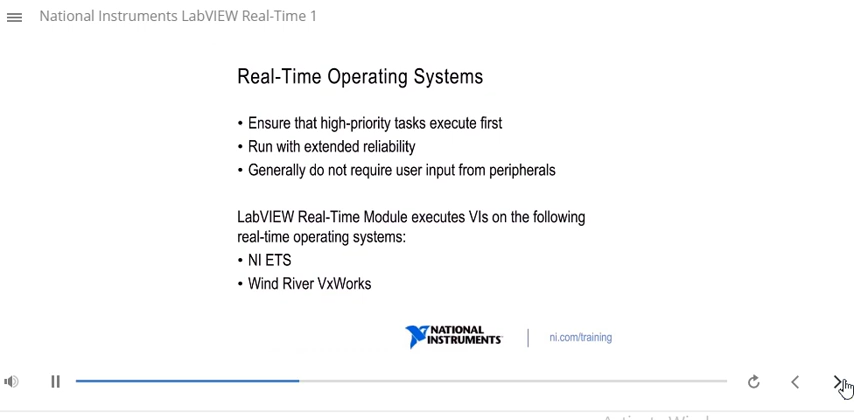 National Instruments LabVIEW Real-Time 1
Real-Time Operating Systems
• Ensure that high-priority tasks execute first
• Run with extended reliability
• Generally do not require user input from peripherals
LabVIEW Real-Time Module executes VIs on the following
real-time operating systems:
• NI ETS
• Wind River VxWorks
NATIONAL
INSTRUMENTS
ni.com/training